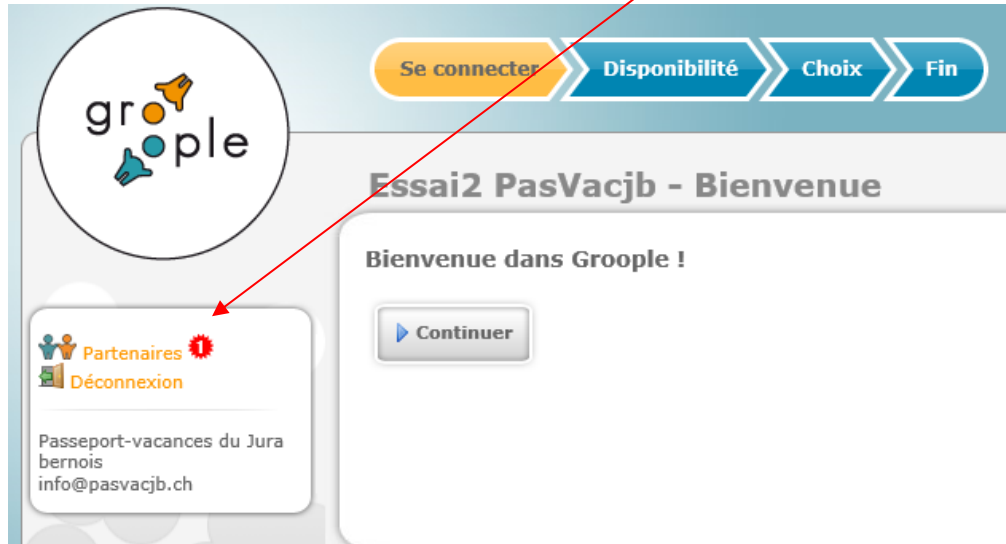 groople
Se connecter Disponibilité Choix Fin
Essai2 PasVacjb - Bienvenue
Bienvenue dans Groople !
Continuer
Partenaires 1
Déconnexion
Passeport-vacances du Jura
bernois
info@pasvacjb.ch